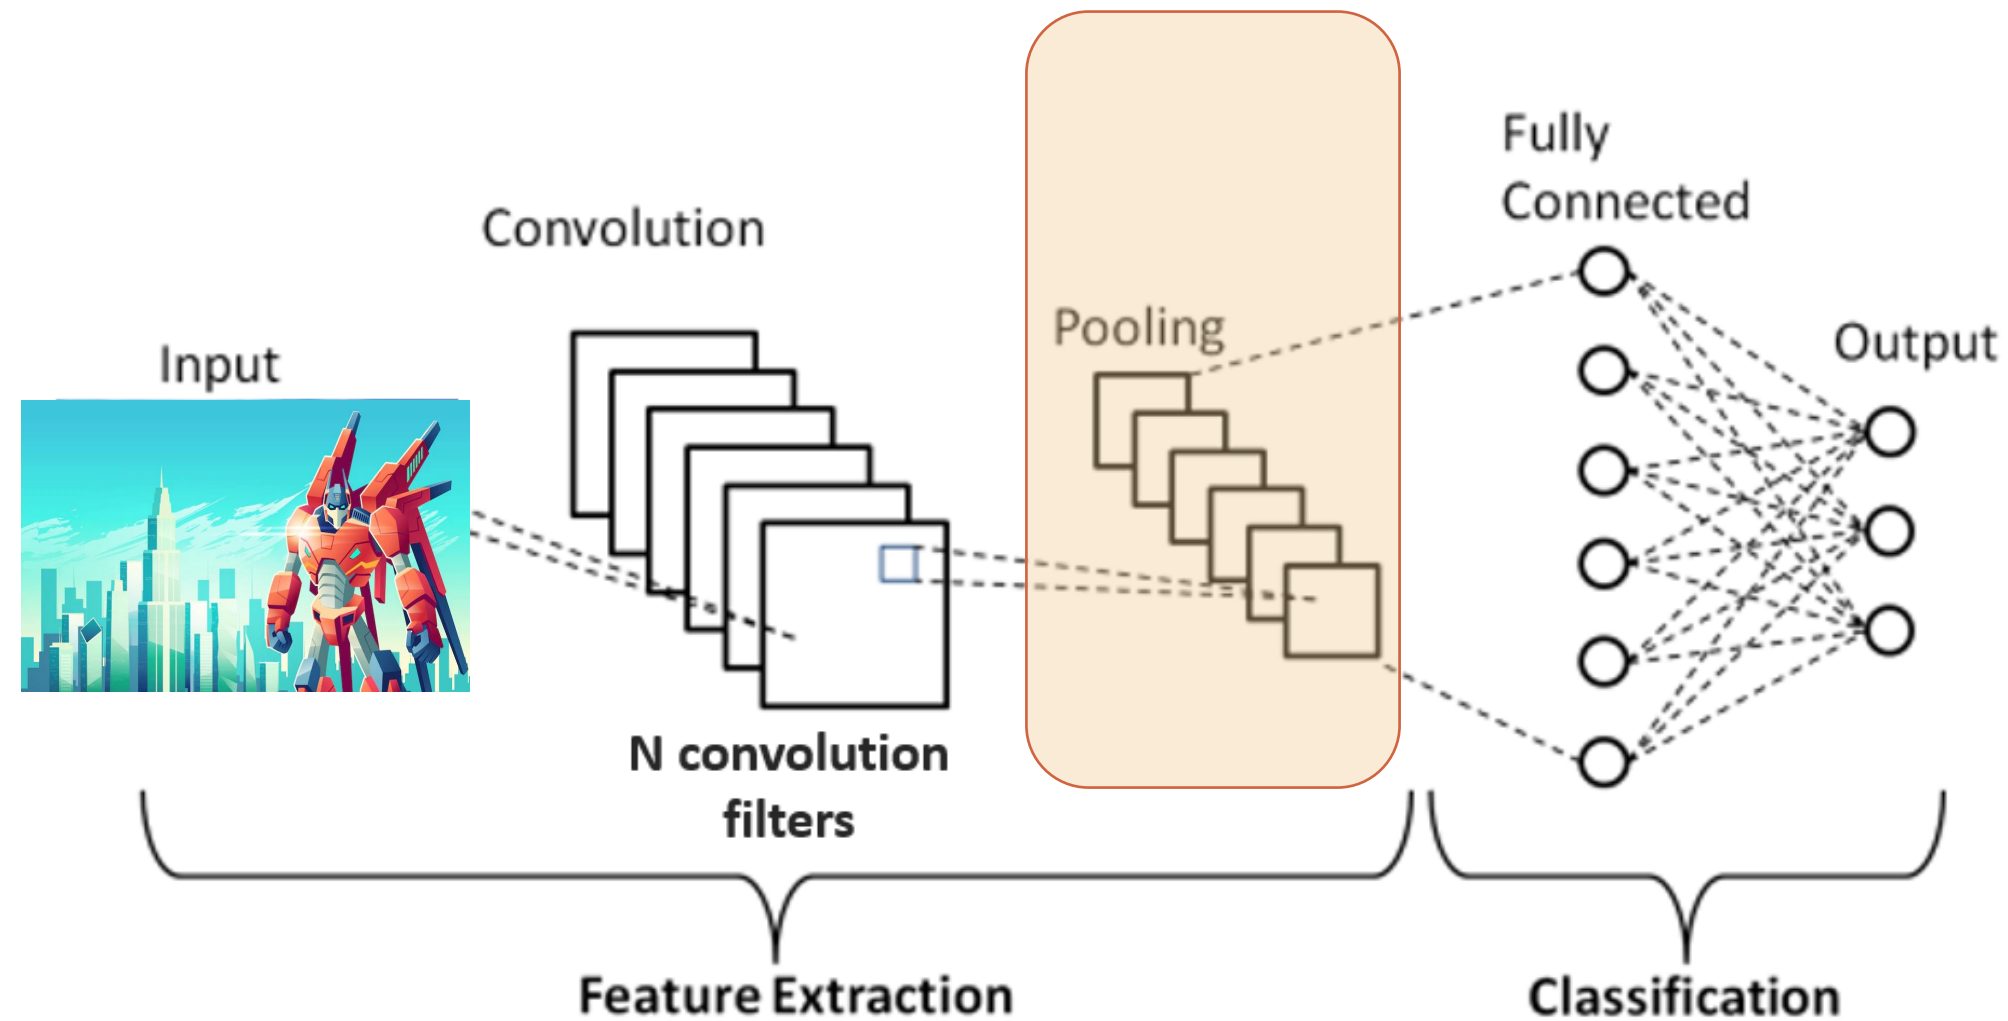 Input
Convolution
N convolution
filters
Pooling
Fully
Connected
Output
Feature Extraction
Classification